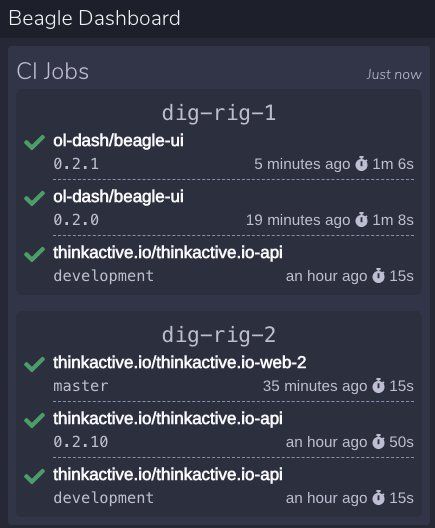 Beagle Dashboard
CI Jobs Just now
dig-rig-1
ol-dash/beagle-ui
0.2.1 5 minutes ago 1m 6s
ol-dash/beagle-ui
0.2.0 19 minutes ago 1m 8s
thinkactive.io/thinkactive.io-api
development an hour ago 15s
dig-rig-2
thinkactive.io/thinkactive.io-web-2
master 35 minutes ago 15s
thinkactive.io/thinkactive.io-api
0.2.10 an hour ago 50s
thinkactive.io/thinkactive.io-api
development an hour ago 15s